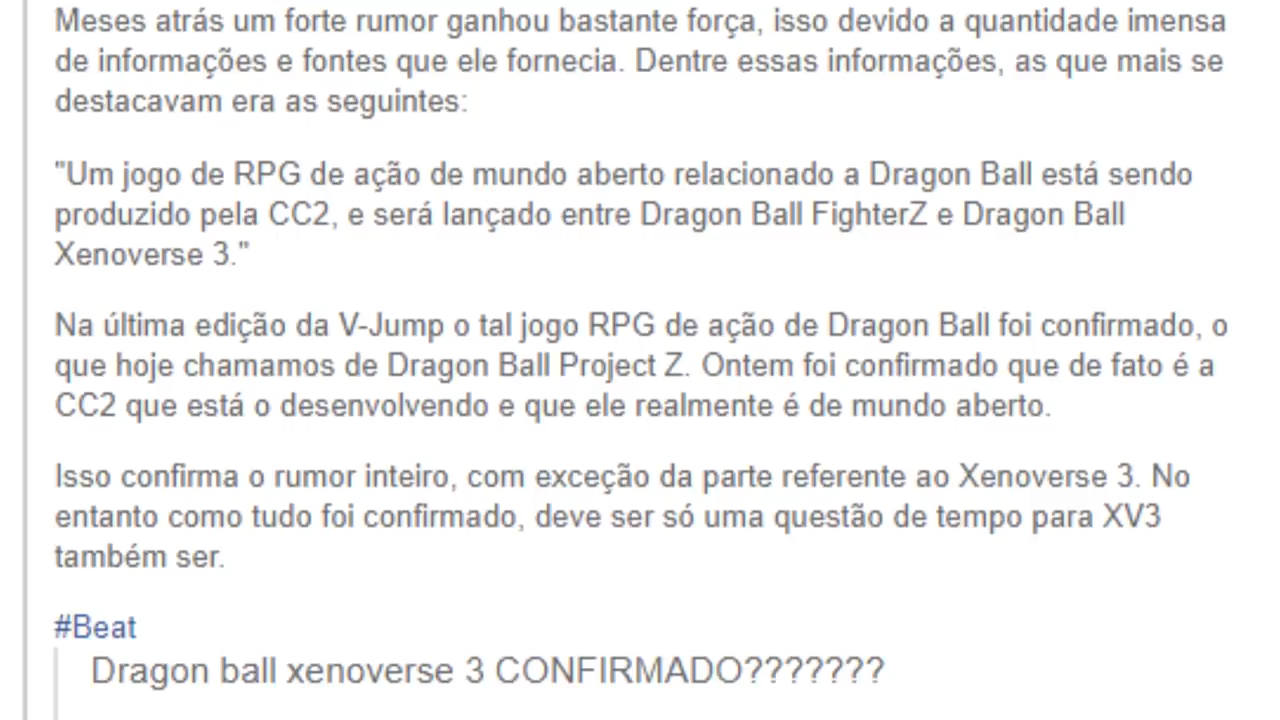 Meses atrás um forte rumor ganhou bastante força, isso devido a quantidade imensa
de informações e fontes que ele fornecia. Dentre essas informações, as que mais se
destacavam era as seguintes:
"Um jogo de RPG de ação de mundo aberto relacionado a Dragon Ball está sendo
produzido pela CC2, e será lançado entre Dragon Ball FighterZ e Dragon Ball
Xenoverse 3."
Na última edição da V-Jump o tal jogo RPG de ação de Dragon Ball foi confirmado, o
que hoje chamamos de Dragon Ball Project Z. Ontem foi confirmado que de fato é a
CC2 que está o desenvolvendo e que ele realmente é de mundo aberto.
Isso confirma o rumor inteiro, com exceção da parte referente ao Xenoverse 3. No
entanto como tudo foi confirmado, deve ser só uma questão de tempo para XV3
também ser.
#Beat
Dragon ball xenoverse 3 CONFIRMADO???????